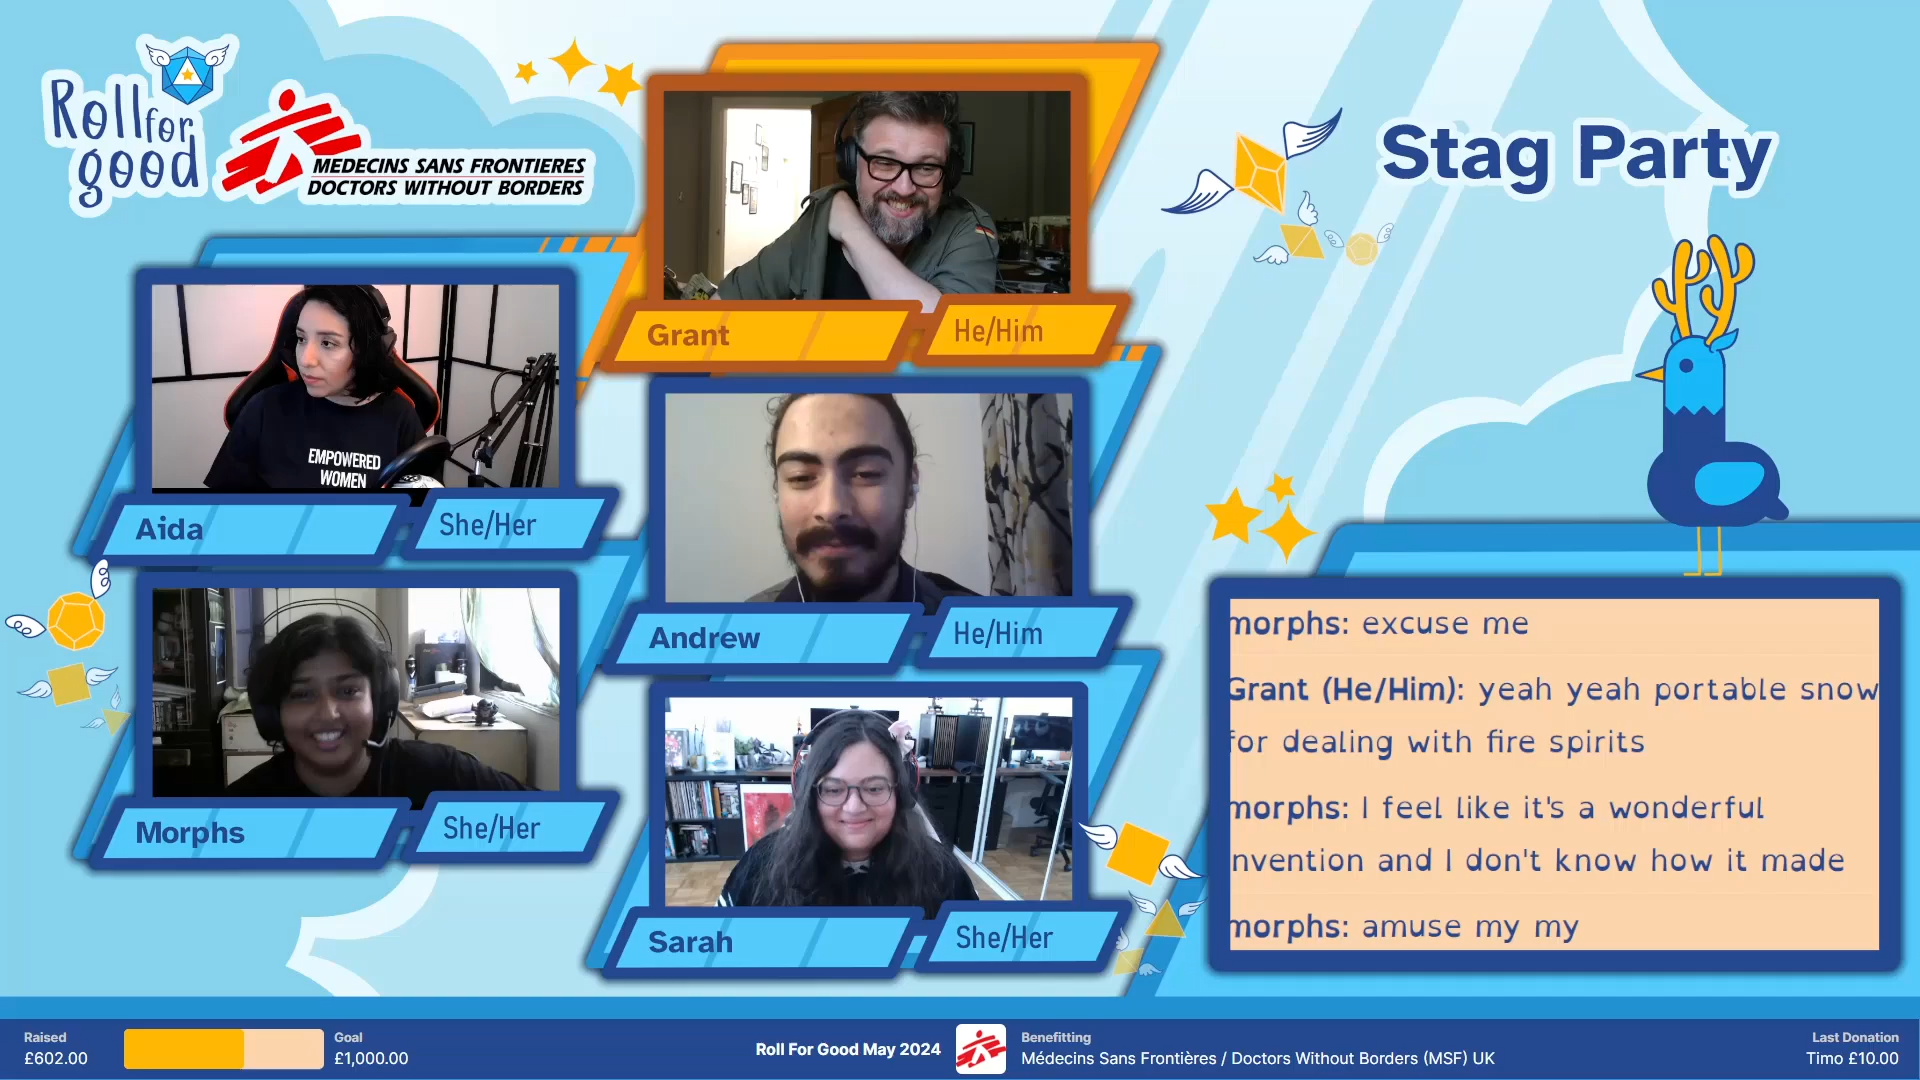 Roll for
good
MEDECINS SANS FRONTIERES
DOCTORS WITHOUT BORDERS
Stag Party
Grant
He/Him
EMPOWERED
WOMEN
Aida
She/Her
Andrew
He/Him
Morphs
She/Her
Sarah
She/Her
morphs: excuse me
Grant (He/Him): yeah yeah portable snow
for dealing with fire spirits
morphs: I feel like it's a wonderful
nvention and I don't know how it made
morphs: amuse my my
Raised
£602.00
Goal
£1,000.00
Roll For Good May 2024
Benefitting
Médecins Sans Frontières / Doctors Without Borders (MSF) UK
Last Donation
Timo £10.00